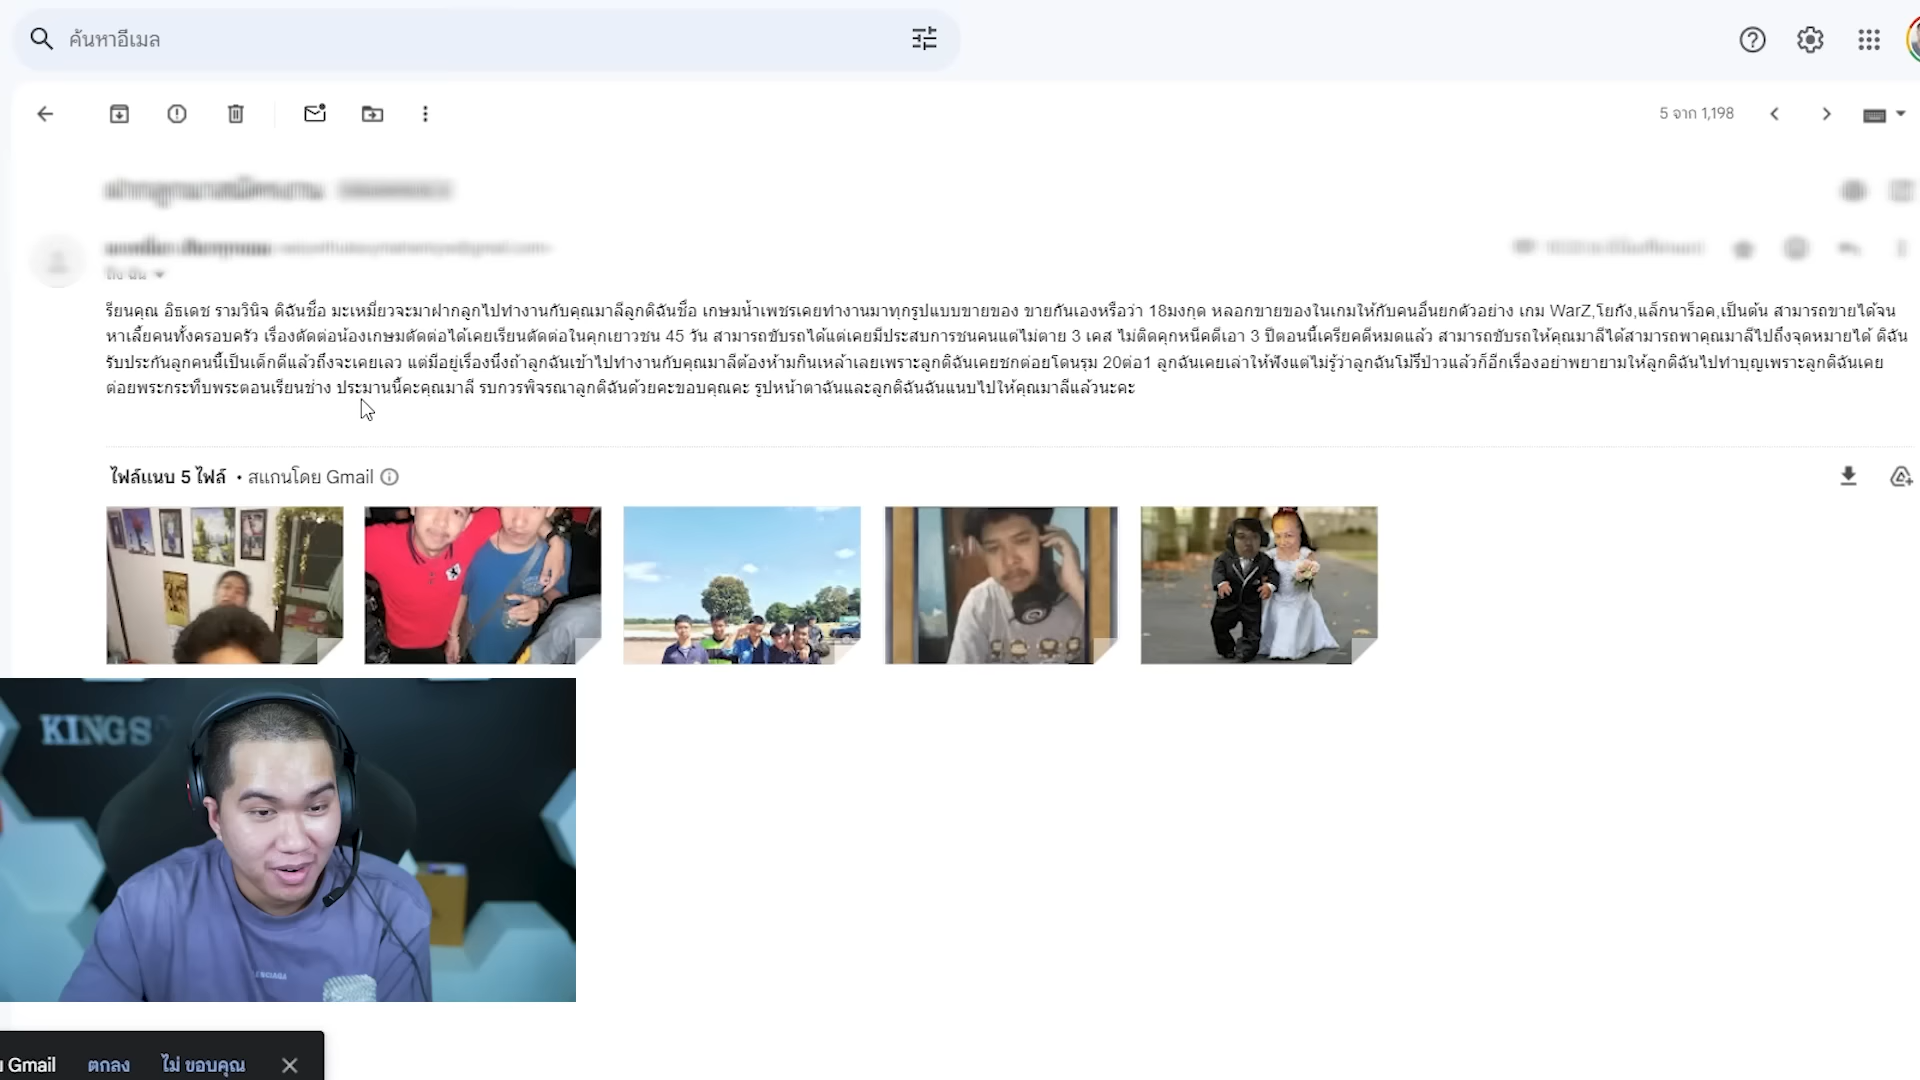 ค้นหาอีเมล
5 จาก 1,198
ถึง ฉัน
รียนคุณ อิธเดช รามวินิจ ดิฉันชื่อ มะเหมี่ยวจะมาฝากลูกไปทำงานกับคุณมาลีลูกดิฉันชื่อ เกษมน้ำเพชรเคยทำงานมาทุกรูปแบบขายของ ขายกันเองหรือว่า 18มงกุด หลอกขายของในเกมให้กับคนอื่นยกตัวอย่าง เกม WarZ,โยกัง,แล็กนาร็อค,เป็นต้น สามารถขายได้จน
หาเลี้ยคนทั้งครอบครัว เรื่องตัดต่อน้องเกษมตัดต่อได้เคยเรียนตัดต่อในคุกเยาวชน 45 วัน สามารถขับรถได้แต่เคยมีประสบการชนคนแต่ไม่ตาย 3 เคส ไม่ติดคุกหนีคดีเอา 3 ปีตอนนี้เครียคดีหมดแล้ว สามารถขับรถให้คุณมาลีได้สามารถพาคุณมาลีไปถึงจุดหมายได้ ดิฉัน
รับประกันลูกคนนี้เป็นเด็กดีแล้วถึงจะเคยเลว แต่มีอยู่เรื่องนึงถ้าลูกฉันเข้าไปทำงานกับคุณมาลีต้องห้ามกินเหล้าเลยเพราะลูกดิฉันเคยชกต่อยโดนรุม 20ต่อ1 ลูกฉันเคยเล่าให้ฟังแต่ไม่รู้ว่าลูกฉันโม้รึป่าวแล้วก็อีกเรื่องอย่าพยายามให้ลูกดิฉันไปทำบุญเพราะลูกดิฉันเคย
ต่อยพระกระทืบพระตอนเรียนช่าง ประมานนี้คะคุณมาลี รบกวรพิจรณาลูกดิฉันด้วยคะขอบคุณคะ รูปหน้าตาฉันและลูกดิฉันฉันแนบไปให้คุณมาลีแล้วนะคะ
ไฟล์แนบ 5 ไฟล์ • สแกนโดย Gmail
KINGS
Gmail ตกลง ไม่ ขอบคุณ